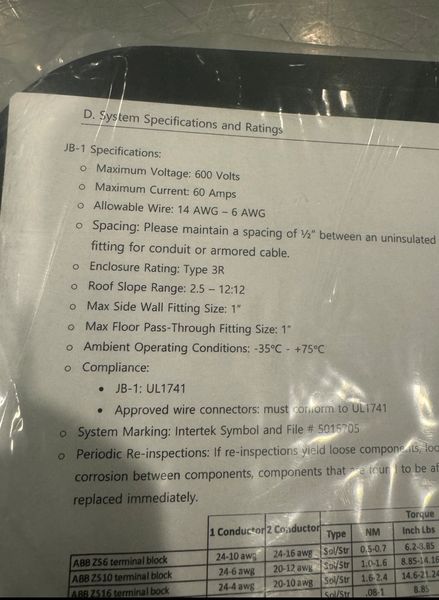 D. System Specifications and Ratings
JB-1 Specifications:
o Maximum Voltage: 600 Volts
o Maximum Current: 60 Amps
o Allowable Wire: 14 AWG – 6 AWG
o Spacing: Please maintain a spacing of ½" between an uninsulated
fitting for conduit or armored cable.
o Enclosure Rating: Type 3R
o Roof Slope Range: 2.5 – 12:12
o Max Side Wall Fitting Size: 1"
o Max Floor Pass-Through Fitting Size: 1"
o Ambient Operating Conditions: -35°C - +75°C
o Compliance:
• JB-1: UL1741
• Approved wire connectors: must conform to UL1741
o System Marking: Intertek Symbol and File #
o Periodic Re-inspections: If re-inspections yield loose components, loo
corrosion between components, components that are found to be af
replaced immediately.
Torque
1 Conductor 2 Conductor Type NM Inch Lbs
ABB ZS6 terminal block 24-10 awg 24-16 awg Sol/Str 0.5-0.7 6.2-8.85
ABB ZS10 terminal block 24-6 awg 20-12 awg Sol/Str 1.0-1.6 8.85-14.16
ABB ZS16 terminal block 24-4 awg 20-10 awg Sol/Str 1.6-2.4 14.6-21.24
Sol/Str .08-1 8.85